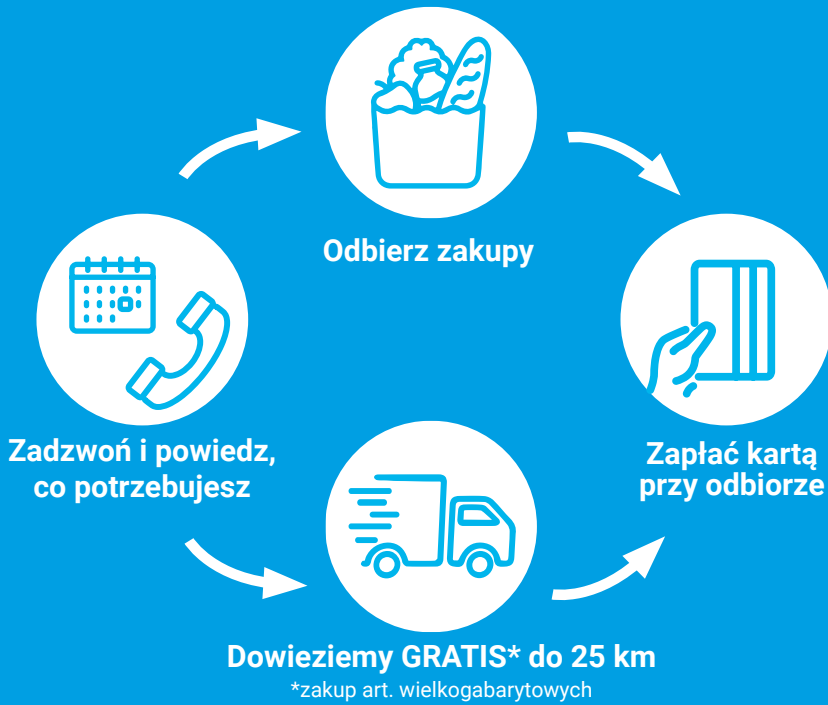 Odbierz zakupy
Zadzwoń i powiedz,
co potrzebujesz
Zapłać kartą
przy odbiorze
Dowieziemy GRATIS* do 25 km
*zakup art. wielkogabarytowych